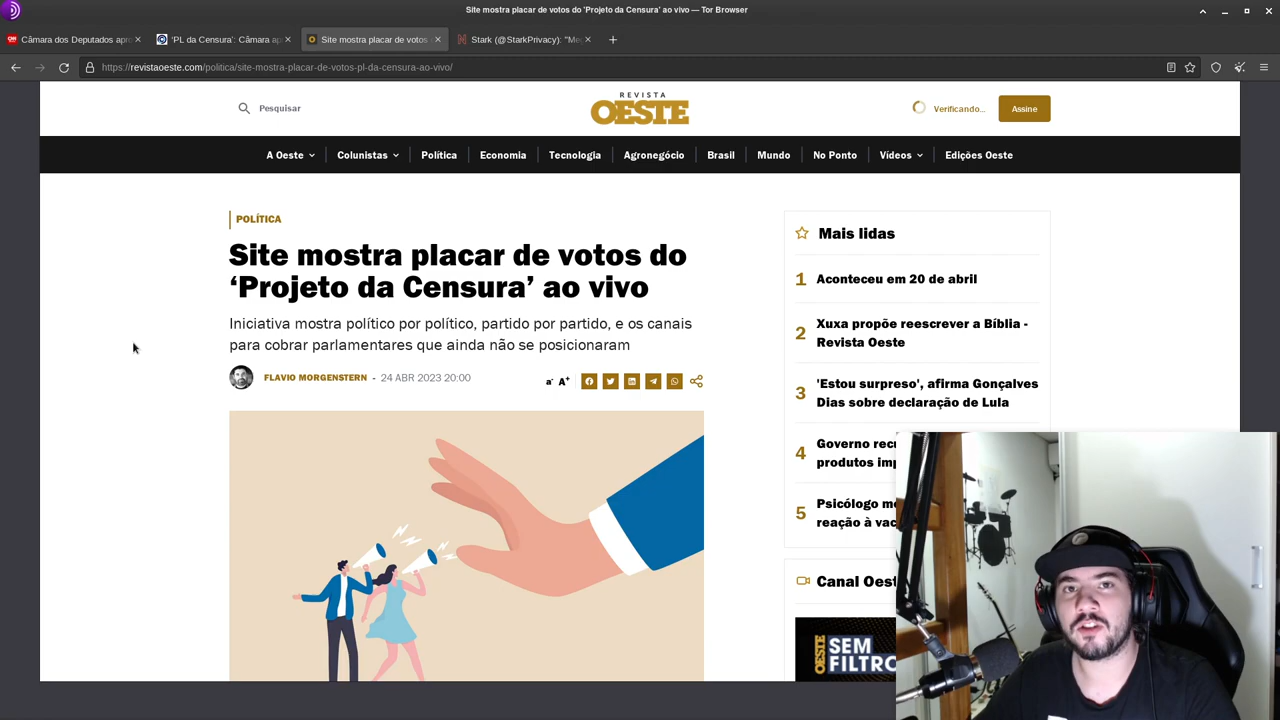 Site mostra placar de votos do 'Projeto da Censura' ao vivo — Tor Browser
Câmara dos Deputados apr
'PL da Censura': Câmara ap
Site mostra placar de votos
Stark (@StarkPrivacy): "Me
https://revistaoeste.com/politica/site-mostra-placar-de-votos-pl-da-censura-ao-vivo/
Pesquisar
REVISTA
OESTE
Verificando...
Assine
A Oeste
Colunistas
Política
Economia
Tecnologia
Agronegócio
Brasil
Mundo
No Ponto
Vídeos
Edições Oeste
POLÍTICA
Site mostra placar de votos do
‘Projeto da Censura’ ao vivo
Iniciativa mostra político por político, partido por partido, e os canais
para cobrar parlamentares que ainda não se posicionaram
FLAVIO MORGENSTERN - 24 ABR 2023 20:00
a-
A+
Mais lidas
1 Aconteceu em 20 de abril
2 Xuxa propõe reescrever a Bíblia -
Revista Oeste
3 'Estou surpreso', afirma Gonçalves
Dias sobre declaração de Lula
4 Governo recu
produtos imp
5 Psicólogo m
reação à vac
Canal Oest
SEM
FILTRO